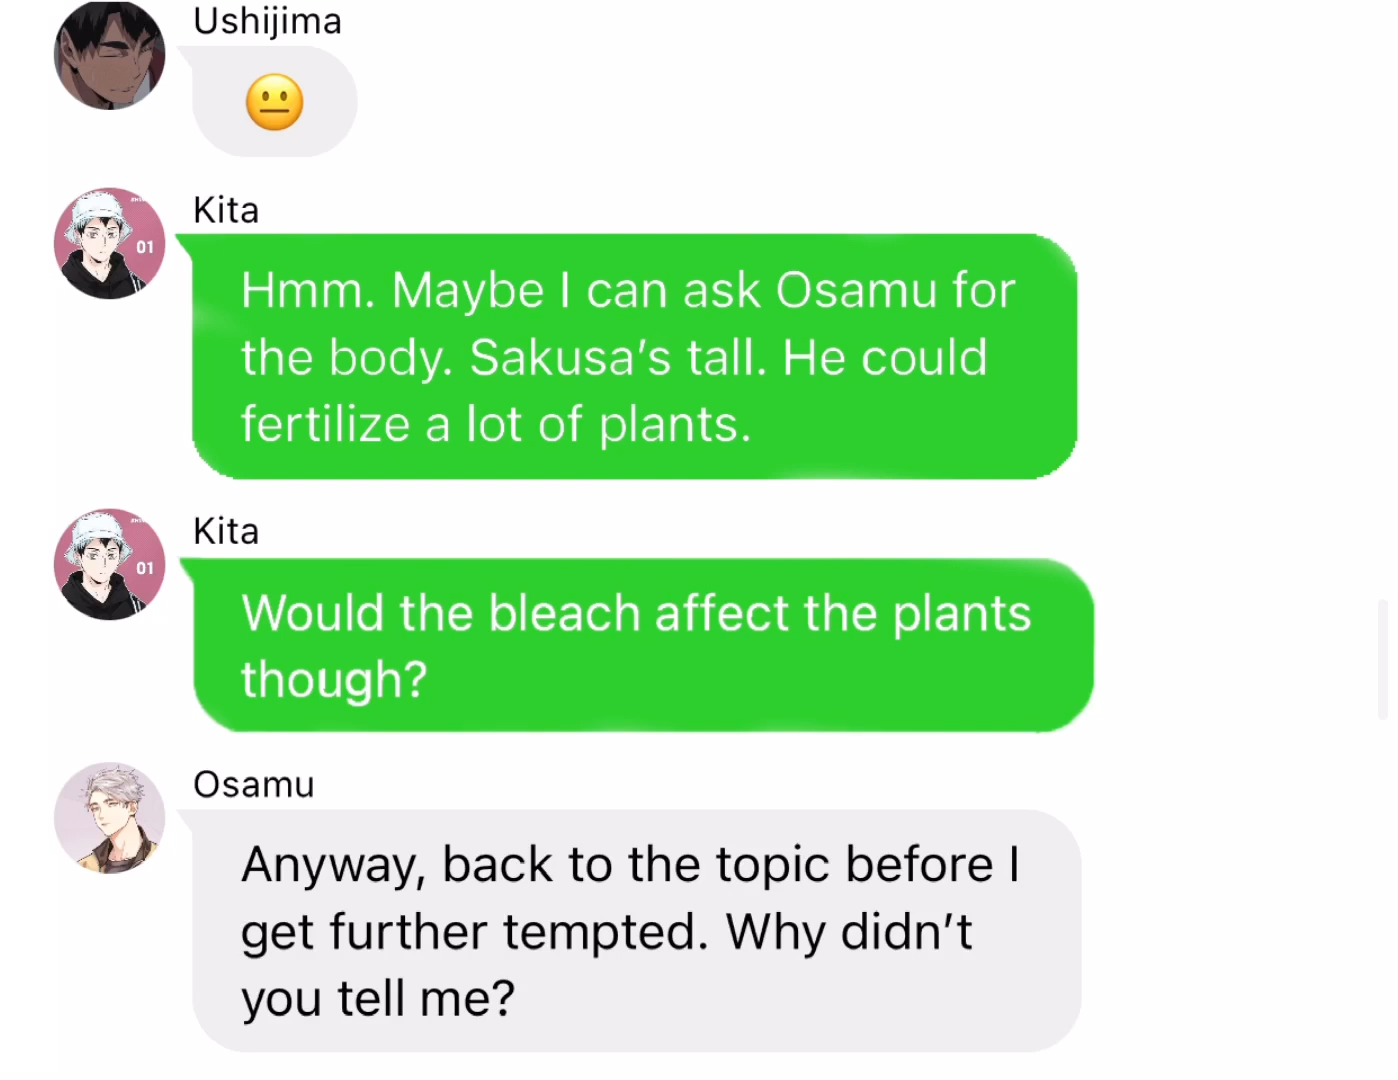 Ushijima
😐
Kita
01
Hmm. Maybe I can ask Osamu for
the body. Sakusa’s tall. He could
fertilize a lot of plants.
Kita
01
Would the bleach affect the plants
though?
Osamu
Anyway, back to the topic before I
get further tempted. Why didn’t
you tell me?